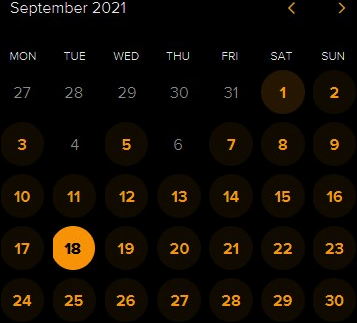 September 2021 < >
MON TUE WED THU FRI SAT SUN
27 28 29 30 31 1 2
3 4 5 6 7 8 9
10 11 12 13 14 15 16
17 18 19 20 21 22 23
24 25 26 27 28 29 30